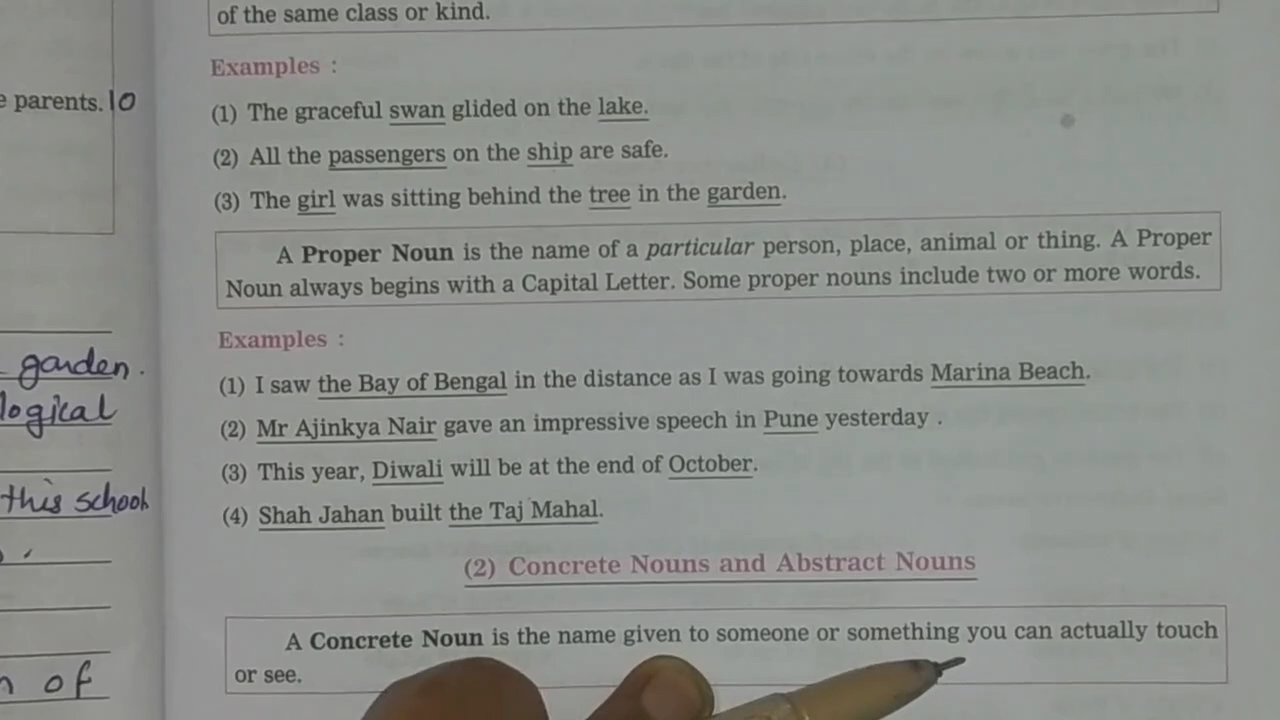 of the same class or kind.
Examples :
(1) The graceful swan glided on the lake.
(2) All the passengers on the ship are safe.
(3) The girl was sitting behind the tree in the garden.
A Proper Noun is the name of a particular person, place, animal or thing. A Proper
Noun always begins with a Capital Letter. Some proper nouns include two or more words.
Examples :
(1) I saw the Bay of Bengal in the distance as I was going towards Marina Beach.
(2) Mr Ajinkya Nair gave an impressive speech in Pune yesterday .
(3) This year, Diwali will be at the end of October.
(4) Shah Jahan built the Taj Mahal.
(2) Concrete Nouns and Abstract Nouns
A Concrete Noun is the name given to someone or something you can actually touch
or see.
parents. 10
garden.
logical
this school
of